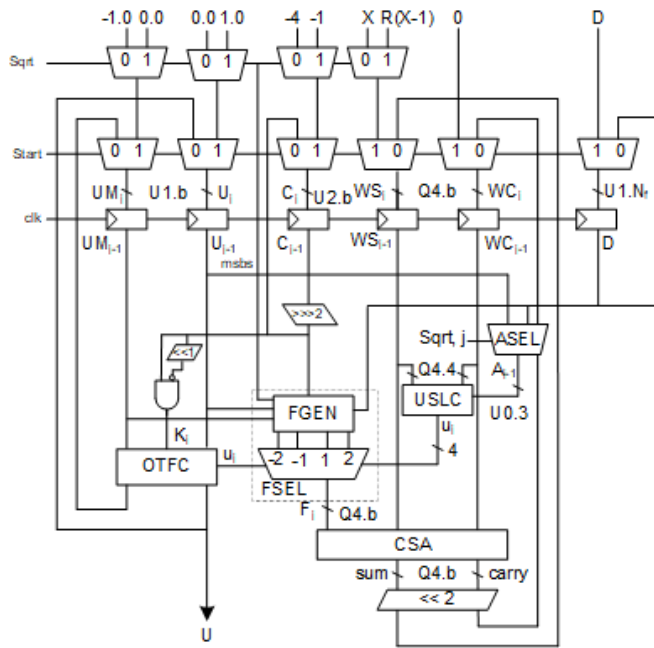 -1.0 0.0 0.0 1.0 -4 -1 X R(X-1) 0 D
Sqrt 0 1 0 1 0 1 0 1
Start 0 1 0 1 0 1 1 0 1 0 1 0
UMᵢ U1.b Uᵢ Cᵢ U2.b WSᵢ Q4.b WCᵢ U1.Nf
clk
UMᵢ₋₁ Uᵢ₋₁ Cᵢ₋₁ WSᵢ₋₁ WCᵢ₋₁ D
msbs
>>>2
Sqrt, j ASEL
<<1
Q4.4 Aᵢ₋₁
FGEN USLC U0.3
Kᵢ uᵢ
-2 -1 1 2 4
OTFC uᵢ
FSEL
Fᵢ Q4.b
CSA
sum Q4.b carry
<< 2
U